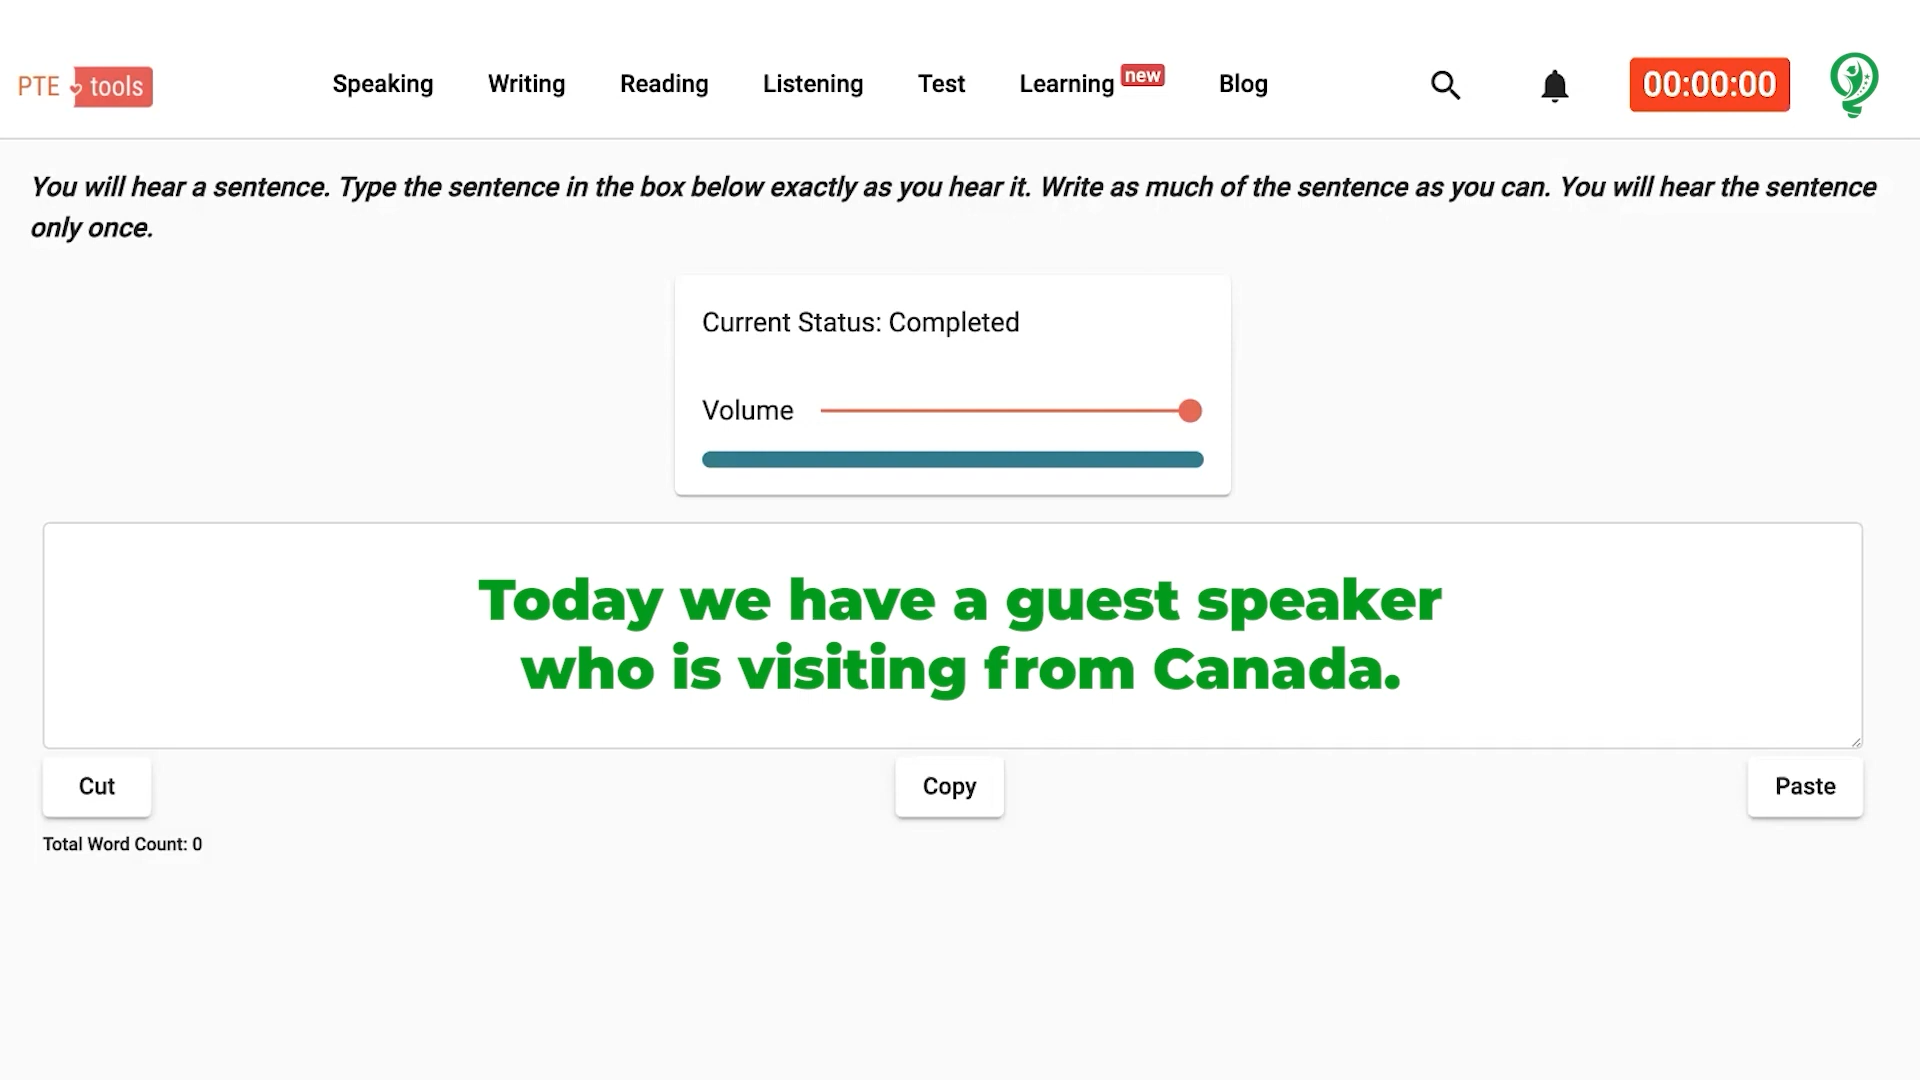 PTE tools
Speaking
Writing
Reading
Listening
Test
Learning new
Blog
00:00:00
You will hear a sentence. Type the sentence in the box below exactly as you hear it. Write as much of the sentence as you can. You will hear the sentence
only once.
Current Status: Completed
Volume
Today we have a guest speaker
who is visiting from Canada.
Cut
Copy
Paste
Total Word Count: 0